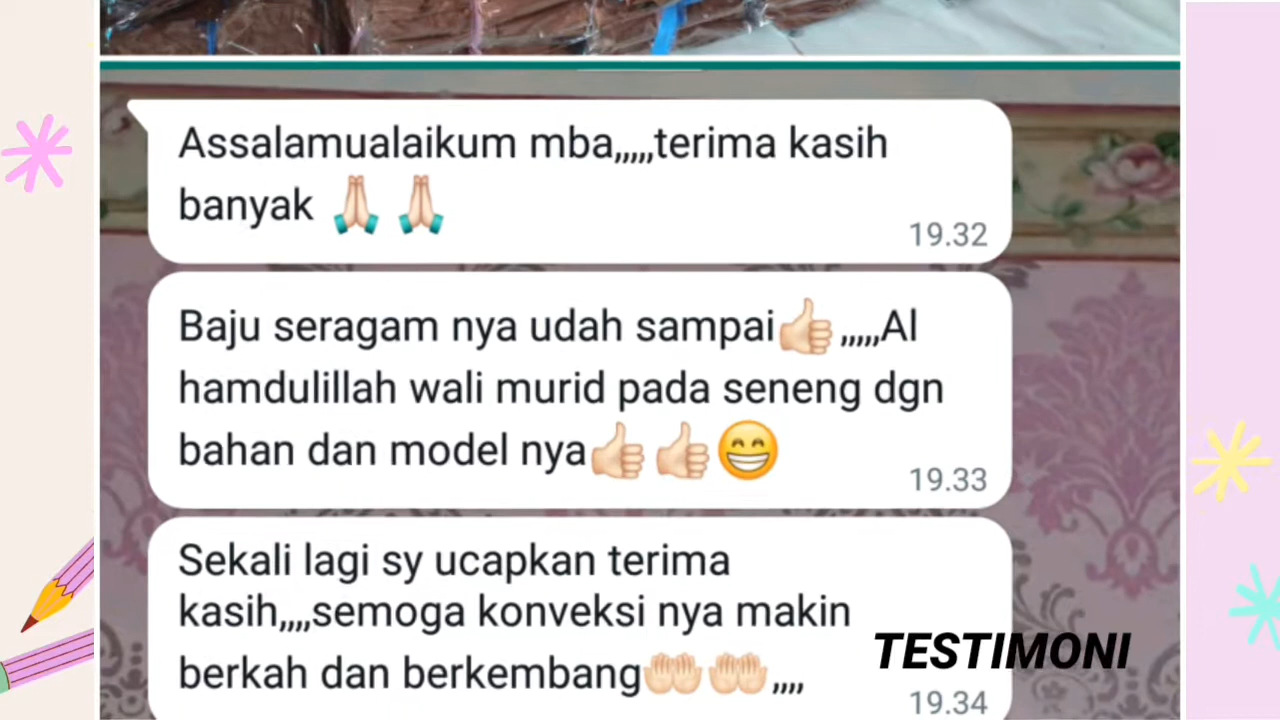 Assalamualaikum mba,,,,,terima kasih
banyak 🙏🏻 🙏🏻
19.32
Baju seragam nya udah sampai👍🏻,,,,,Al
hamdulillah wali murid pada seneng dgn
bahan dan model nya👍🏻👍🏻😁
19.33
Sekali lagi sy ucapkan terima
kasih,,,,semoga konveksi nya makin
berkah dan berkembang🤲🏻🤲🏻,,,,
19.34
TESTIMONI